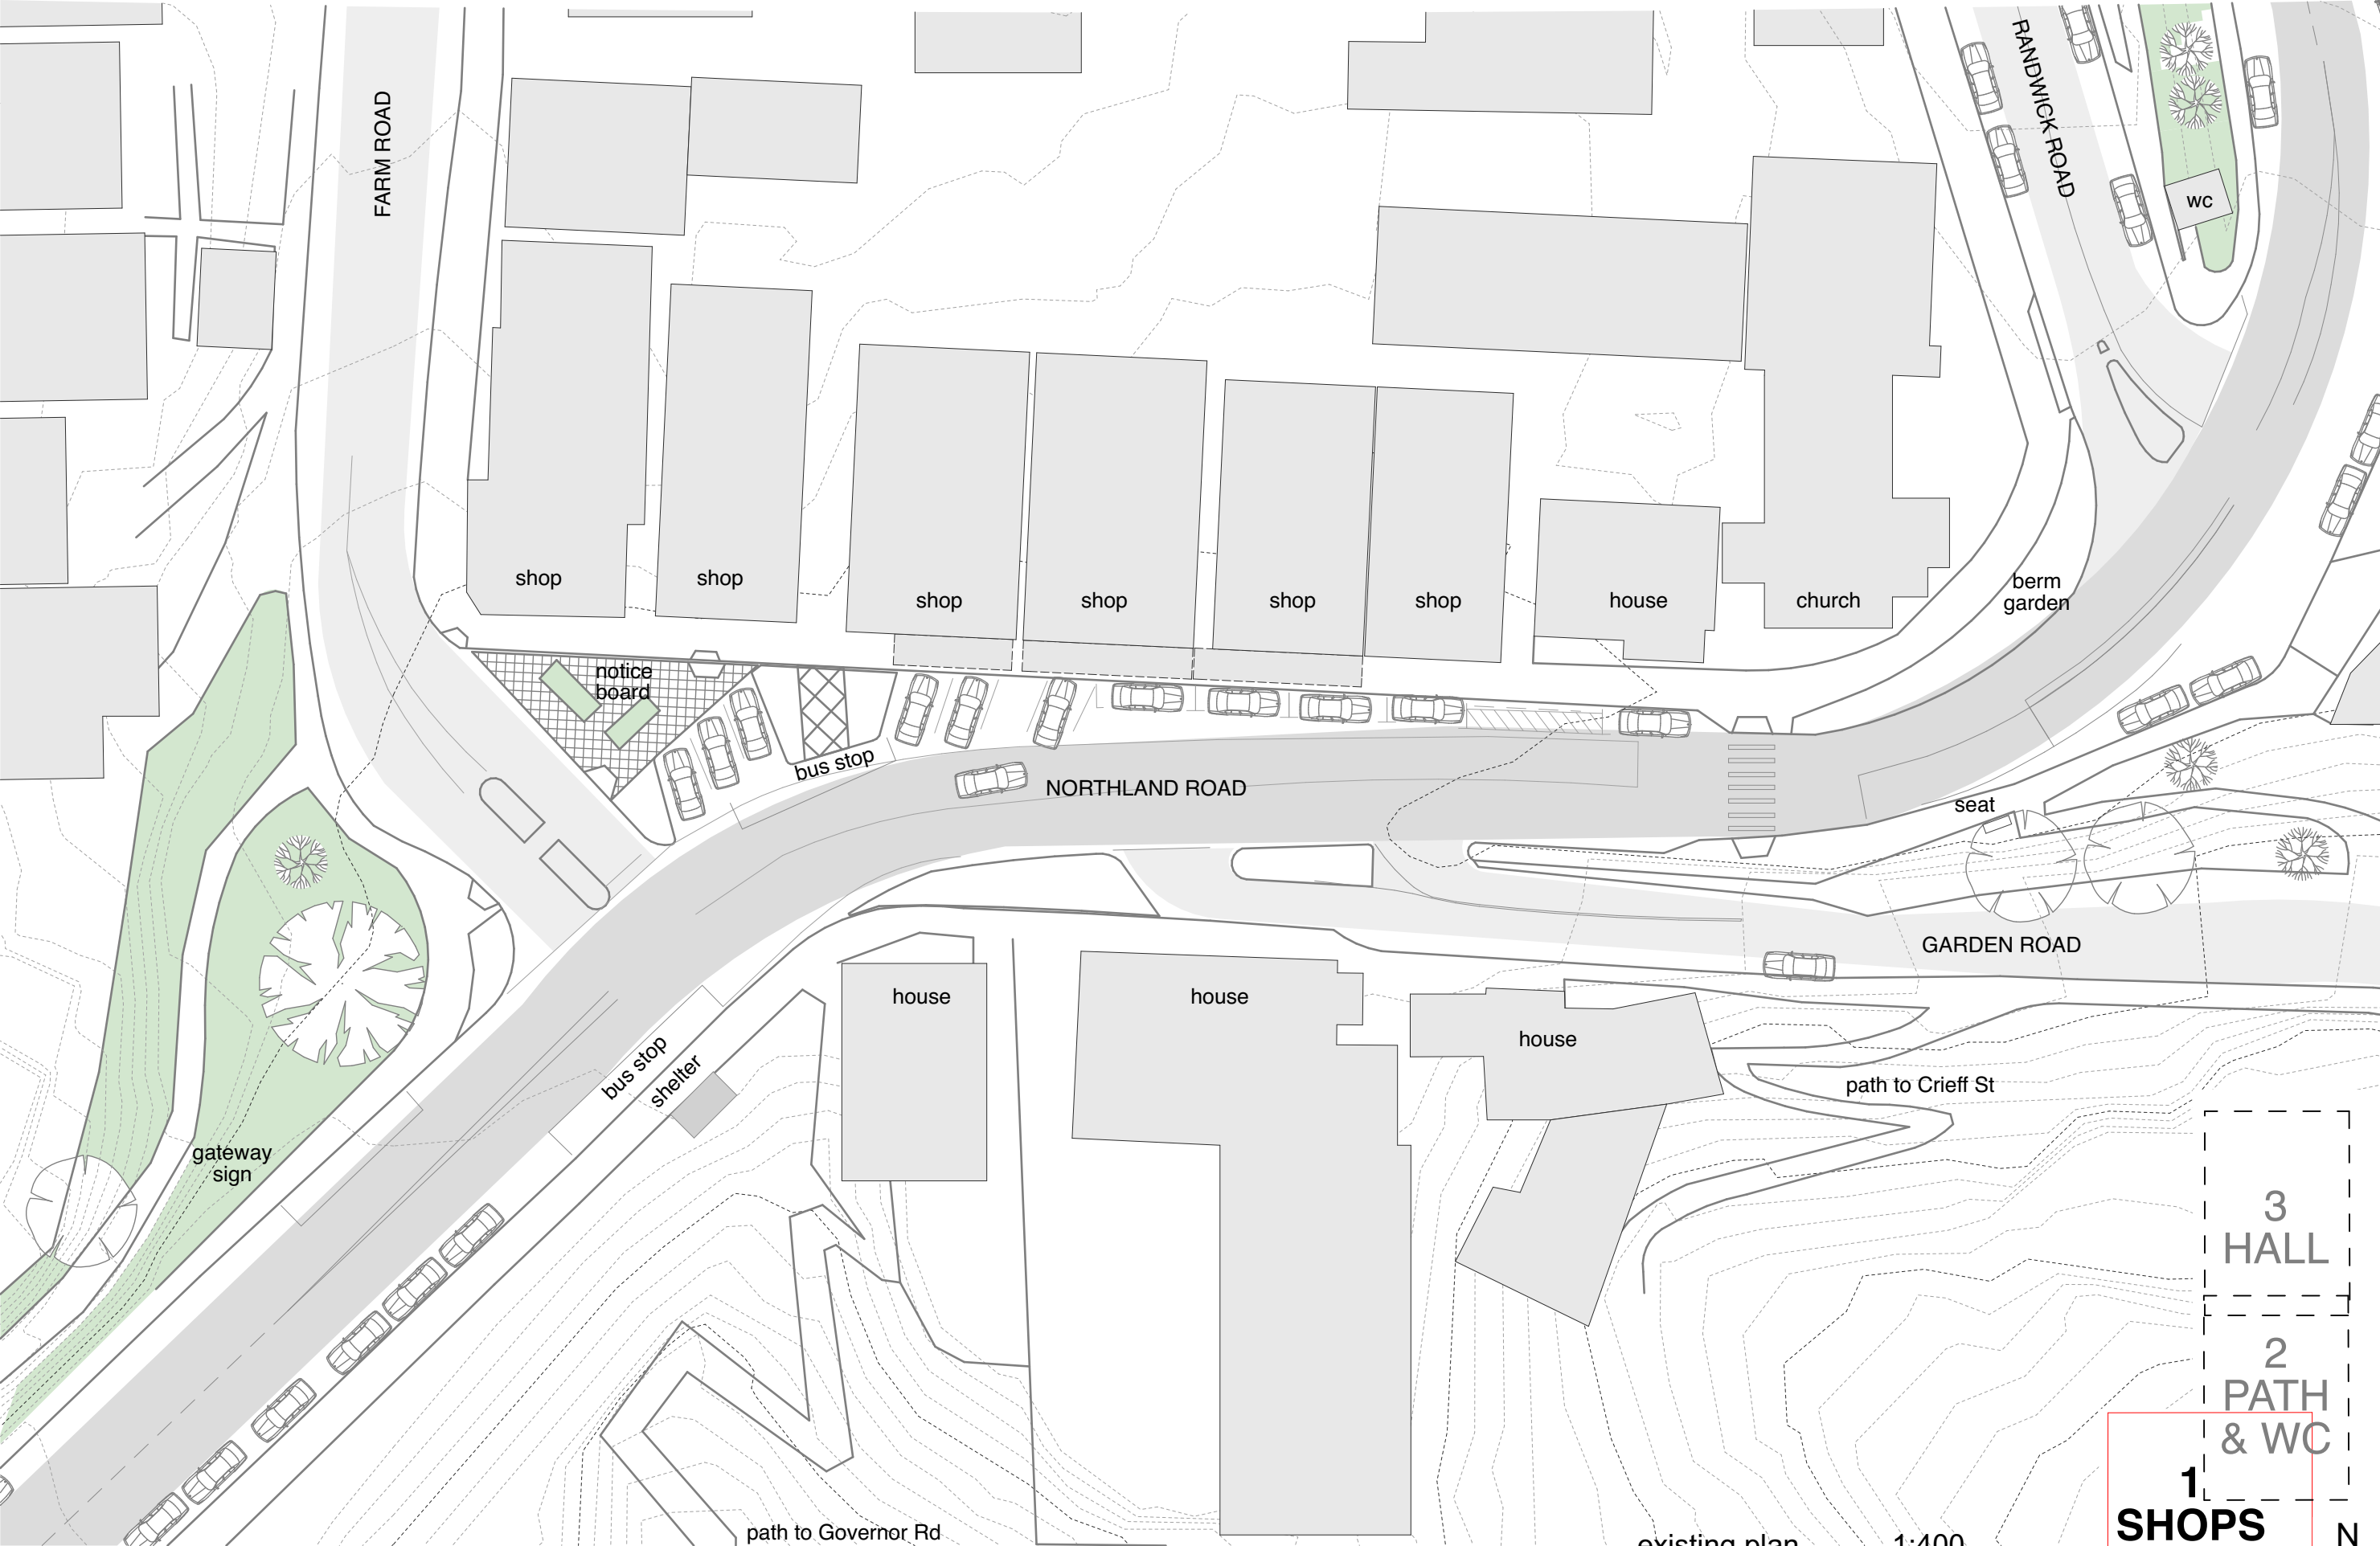 FARM ROAD
RANDWICK ROAD
wc
shop
shop
shop
shop
shop
shop
house
church
berm
garden
notice
board
bus stop
NORTHLAND ROAD
seat
GARDEN ROAD
house
house
house
bus stop
shelter
path to Crieff St
gateway
sign
3
HALL
2
PATH
& WC
1
SHOPS
path to Governor Rd
existing plan
1:400
N